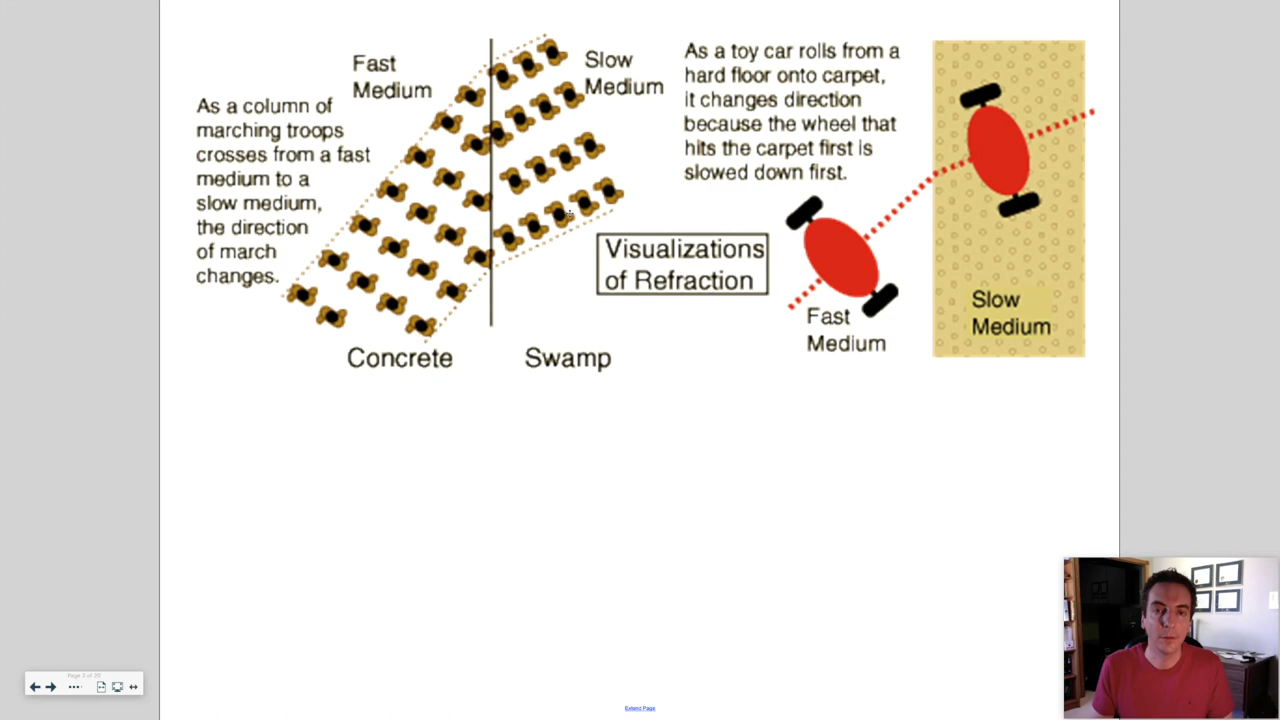 As a column of
marching troops
crosses from a fast
medium to a
slow medium,
the direction
of march
changes.
Fast
Medium
Slow
Medium
Concrete
Swamp
Visualizations
of Refraction
As a toy car rolls from a
hard floor onto carpet,
it changes direction
because the wheel that
hits the carpet first is
slowed down first.
Fast
Medium
Slow
Medium
Extend Page